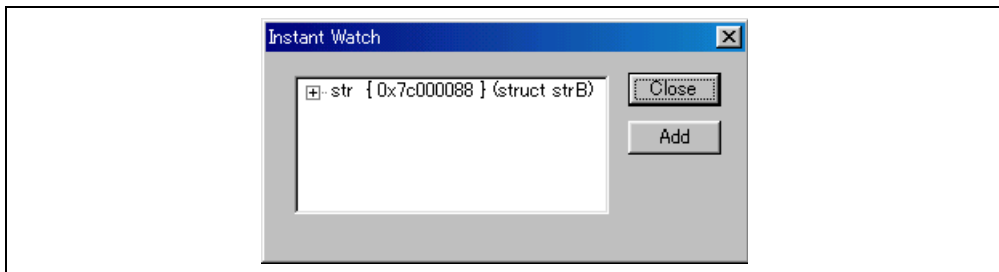 Instant Watch
str { 0x7c000088 } (struct strB)
Close
Add